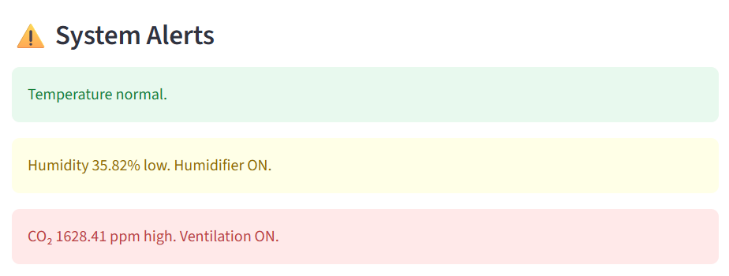 System Alerts
Temperature normal.
Humidity 35.82% low. Humidifier ON.
CO₂ 1628.41 ppm high. Ventilation ON.